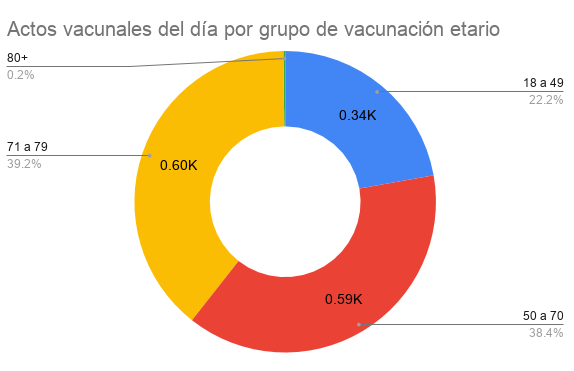 Actos vacunales del día por grupo de vacunación etario
80+
0.2%
18 a 49
22.2%
0.34K
71 a 79
39.2%
0.60K
0.59K
50 a 70
38.4%